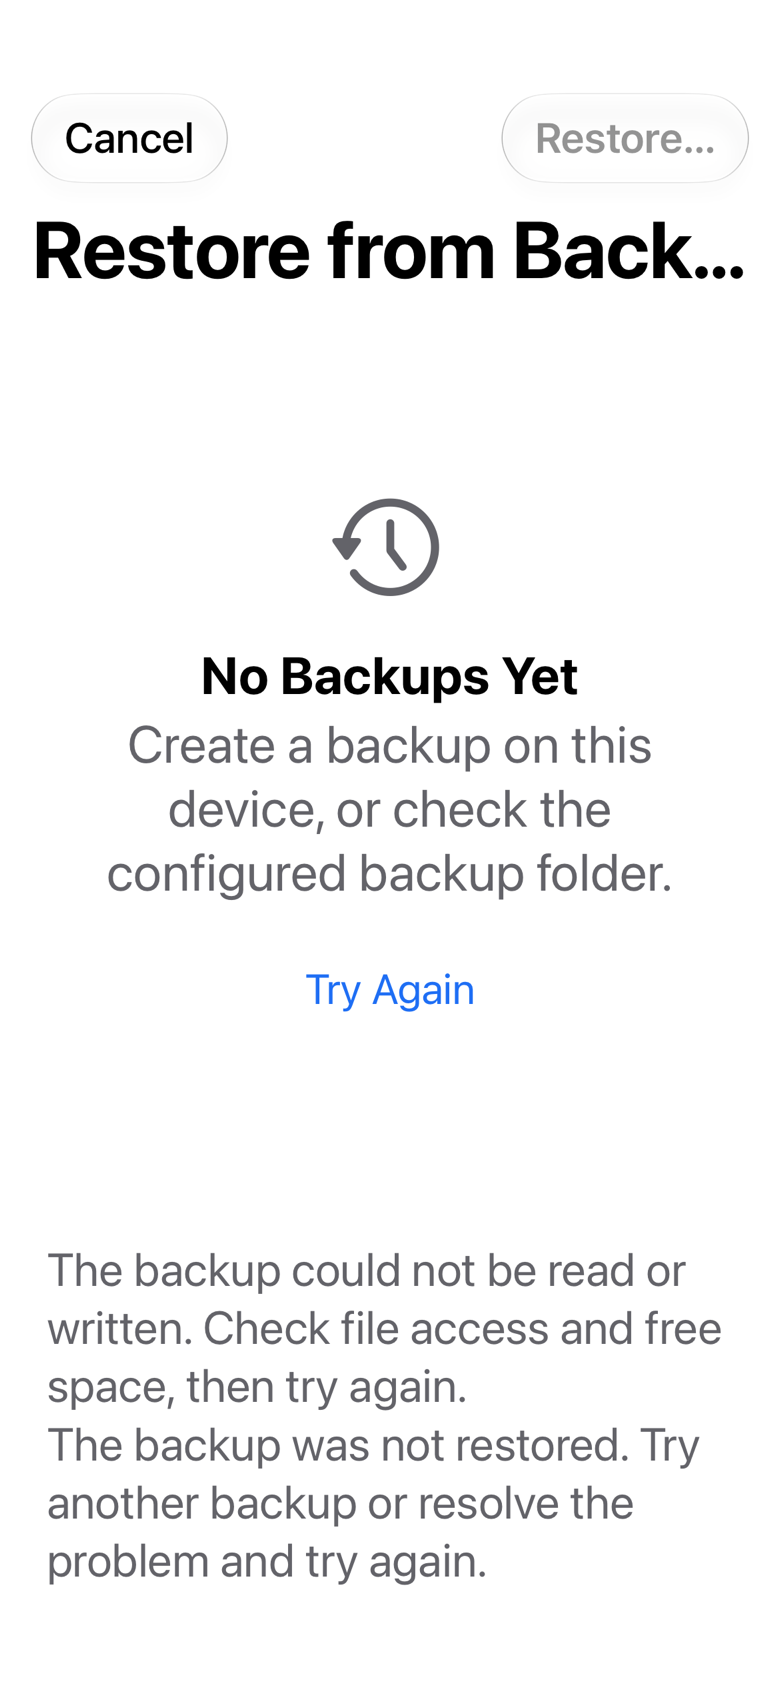 Cancel
Restore...
Restore from Back...
No Backups Yet
Create a backup on this
device, or check the
configured backup folder.
Try Again
The backup could not be read or
written. Check file access and free
space, then try again.
The backup was not restored. Try
another backup or resolve the
problem and try again.